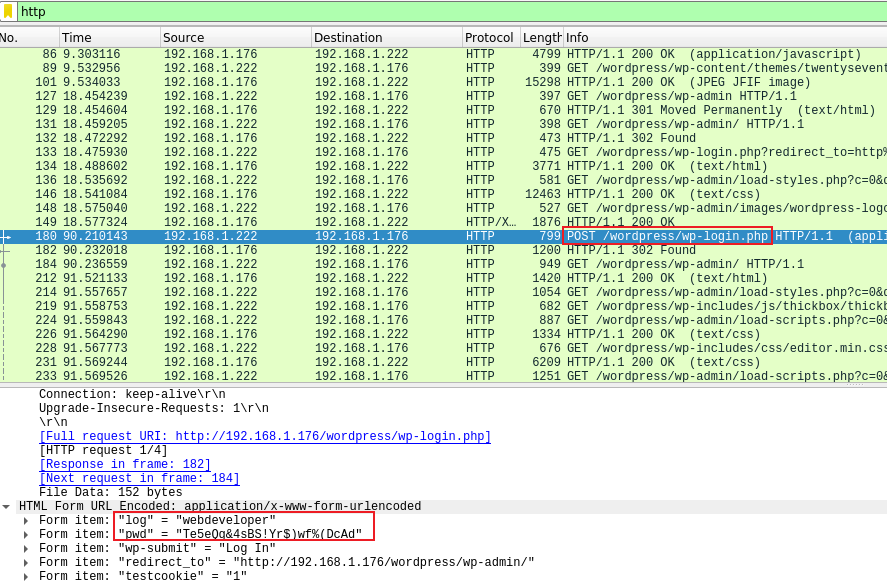 http
No. Time Source Destination Protocol Length Info
86 9.303116 192.168.1.176 192.168.1.222 HTTP 4799 HTTP/1.1 200 OK (application/javascript)
89 9.532956 192.168.1.222 192.168.1.176 HTTP 399 GET /wordpress/wp-content/themes/twentysevent
101 9.534033 192.168.1.176 192.168.1.222 HTTP 15298 HTTP/1.1 200 OK (JPEG JFIF image)
127 18.454239 192.168.1.222 192.168.1.176 HTTP 397 GET /wordpress/wp-admin HTTP/1.1
129 18.454604 192.168.1.176 192.168.1.222 HTTP 670 HTTP/1.1 301 Moved Permanently (text/html)
131 18.459205 192.168.1.222 192.168.1.176 HTTP 398 GET /wordpress/wp-admin/ HTTP/1.1
132 18.472292 192.168.1.176 192.168.1.222 HTTP 473 HTTP/1.1 302 Found
133 18.475930 192.168.1.222 192.168.1.176 HTTP 475 GET /wordpress/wp-login.php?redirect_to=http%
134 18.488602 192.168.1.176 192.168.1.222 HTTP 3771 HTTP/1.1 200 OK (text/html)
136 18.535692 192.168.1.222 192.168.1.176 HTTP 581 GET /wordpress/wp-admin/load-styles.php?c=0&d
146 18.541084 192.168.1.176 192.168.1.222 HTTP 12463 HTTP/1.1 200 OK (text/css)
148 18.575040 192.168.1.222 192.168.1.176 HTTP 527 GET /wordpress/wp-admin/images/wordpress-logo
149 18.577324 192.168.1.176 192.168.1.222 HTTP/X… 1876 HTTP/1.1 200 OK
180 90.210143 192.168.1.222 192.168.1.176 HTTP 799 POST /wordpress/wp-login.php HTTP/1.1 (appli
182 90.232018 192.168.1.176 192.168.1.222 HTTP 1200 HTTP/1.1 302 Found
184 90.236559 192.168.1.222 192.168.1.176 HTTP 949 GET /wordpress/wp-admin/ HTTP/1.1
212 91.521133 192.168.1.176 192.168.1.222 HTTP 1420 HTTP/1.1 200 OK (text/html)
214 91.557657 192.168.1.222 192.168.1.176 HTTP 1054 GET /wordpress/wp-admin/load-styles.php?c=0&d
219 91.558753 192.168.1.222 192.168.1.176 HTTP 682 GET /wordpress/wp-includes/js/thickbox/thickb
224 91.559843 192.168.1.222 192.168.1.176 HTTP 887 GET /wordpress/wp-admin/load-scripts.php?c=0&
226 91.564290 192.168.1.176 192.168.1.222 HTTP 1334 HTTP/1.1 200 OK (text/css)
228 91.567773 192.168.1.222 192.168.1.176 HTTP 676 GET /wordpress/wp-includes/css/editor.min.css
231 91.569244 192.168.1.176 192.168.1.222 HTTP 6209 HTTP/1.1 200 OK (text/css)
233 91.569526 192.168.1.222 192.168.1.176 HTTP 1251 GET /wordpress/wp-admin/load-scripts.php?c=0&
Connection: keep-alive\r\n
Upgrade-Insecure-Requests: 1\r\n
\r\n
[Full request URI: http://192.168.1.176/wordpress/wp-login.php]
[HTTP request 1/4]
[Response in frame: 182]
[Next request in frame: 184]
File Data: 152 bytes
HTML Form URL Encoded: application/x-www-form-urlencoded
Form item: "log" = "webdeveloper"
Form item: "pwd" = "Te5eQg&4sBS!Yr$)wf%(DcAd"
Form item: "wp-submit" = "Log In"
Form item: "redirect_to" = "http://192.168.1.176/wordpress/wp-admin/"
Form item: "testcookie" = "1"